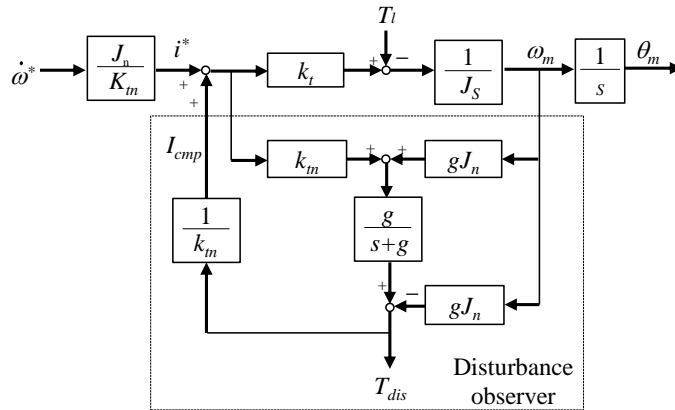 T_l
ω̇*
J_n
K_tn
i*
+
+
k_t
+
−
1
J_S
ω_m
1
s
θ_m
I_cmp
k_tn
+
+
gJ_n
1
k_tn
g
s+g
+
−
gJ_n
T_dis
Disturbance
observer